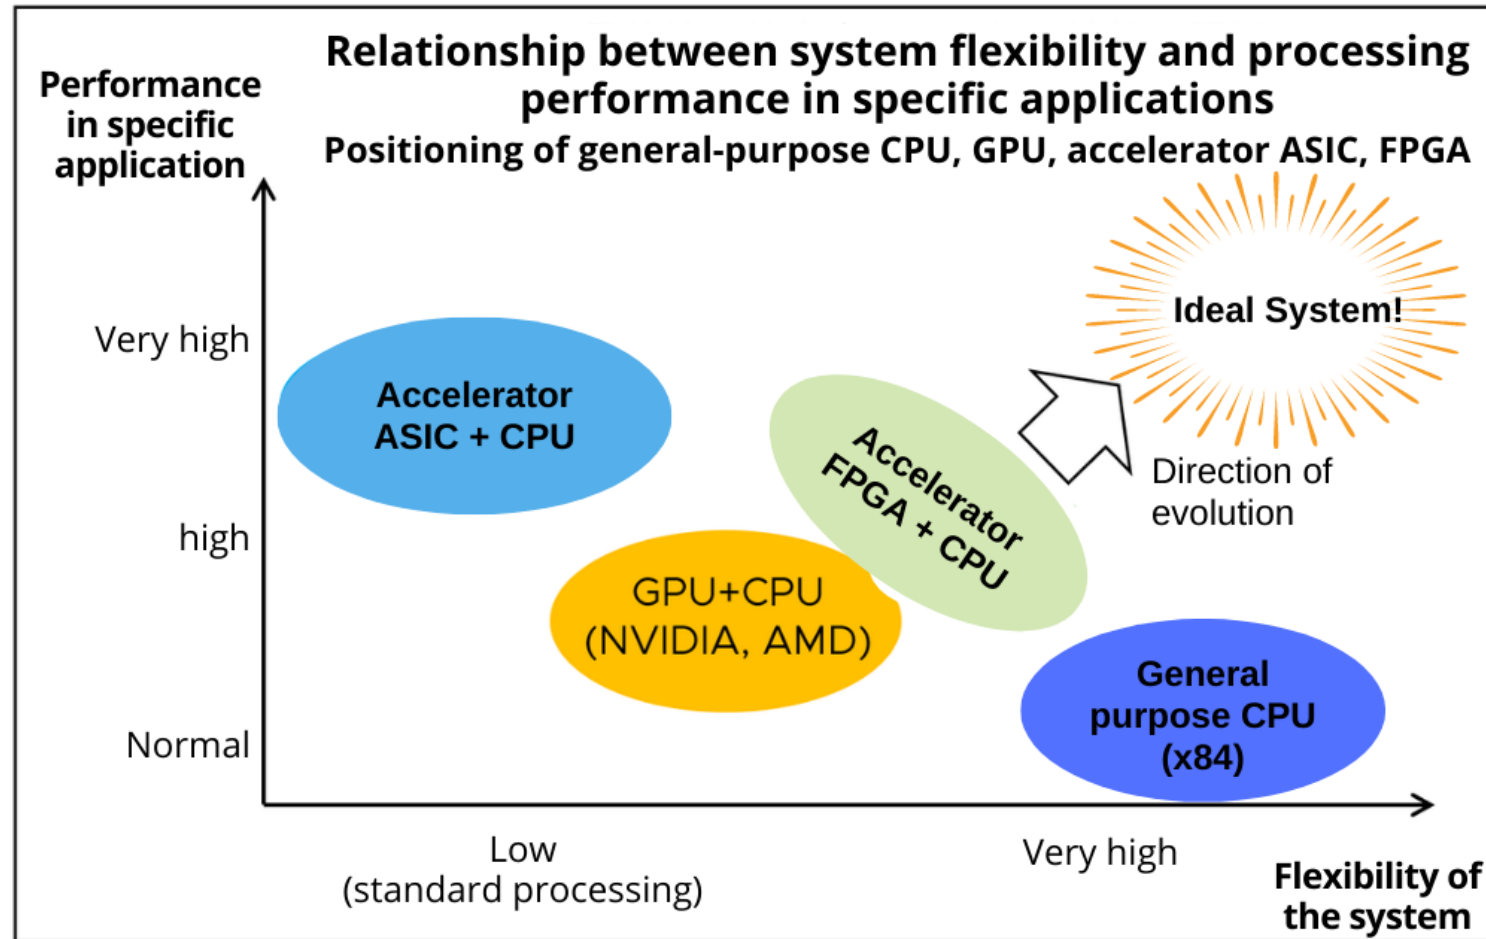 Relationship between system flexibility and processing
performance in specific applications
Positioning of general-purpose CPU, GPU, accelerator ASIC, FPGA
Performance
in specific
application
Very high
high
Normal
Accelerator
ASIC + CPU
GPU+CPU
(NVIDIA, AMD)
Accelerator
FPGA + CPU
Ideal System!
Direction of
evolution
General
purpose CPU
(x84)
Low
(standard processing)
Very high
Flexibility of
the system